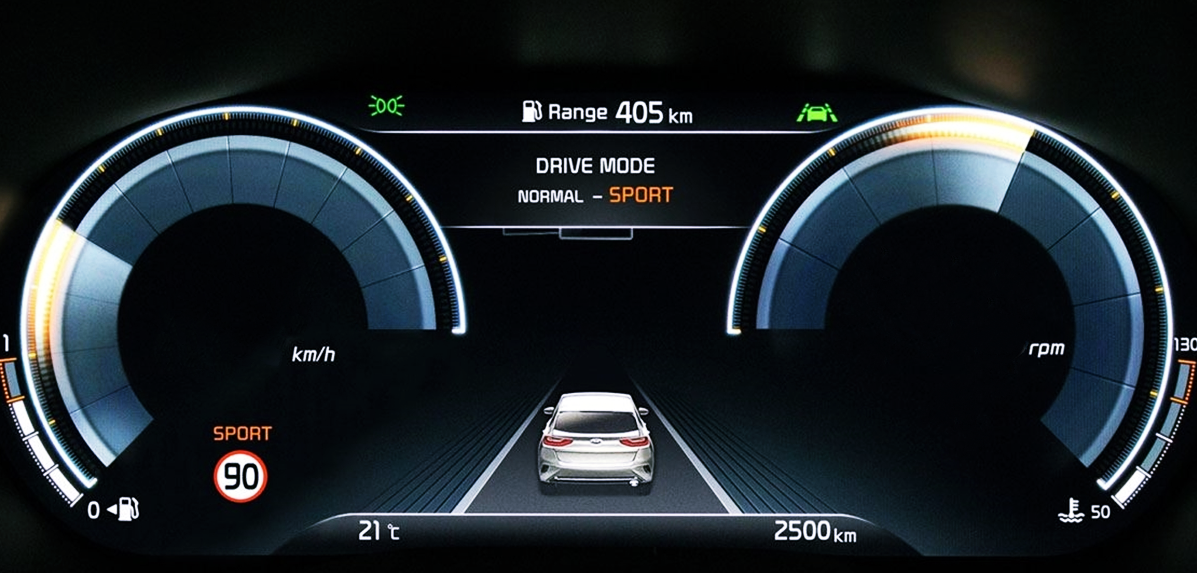 Range 405 km
DRIVE MODE
NORMAL – SPORT
km/h
rpm
1
130
SPORT
90
0
50
21 ℃
2500 km